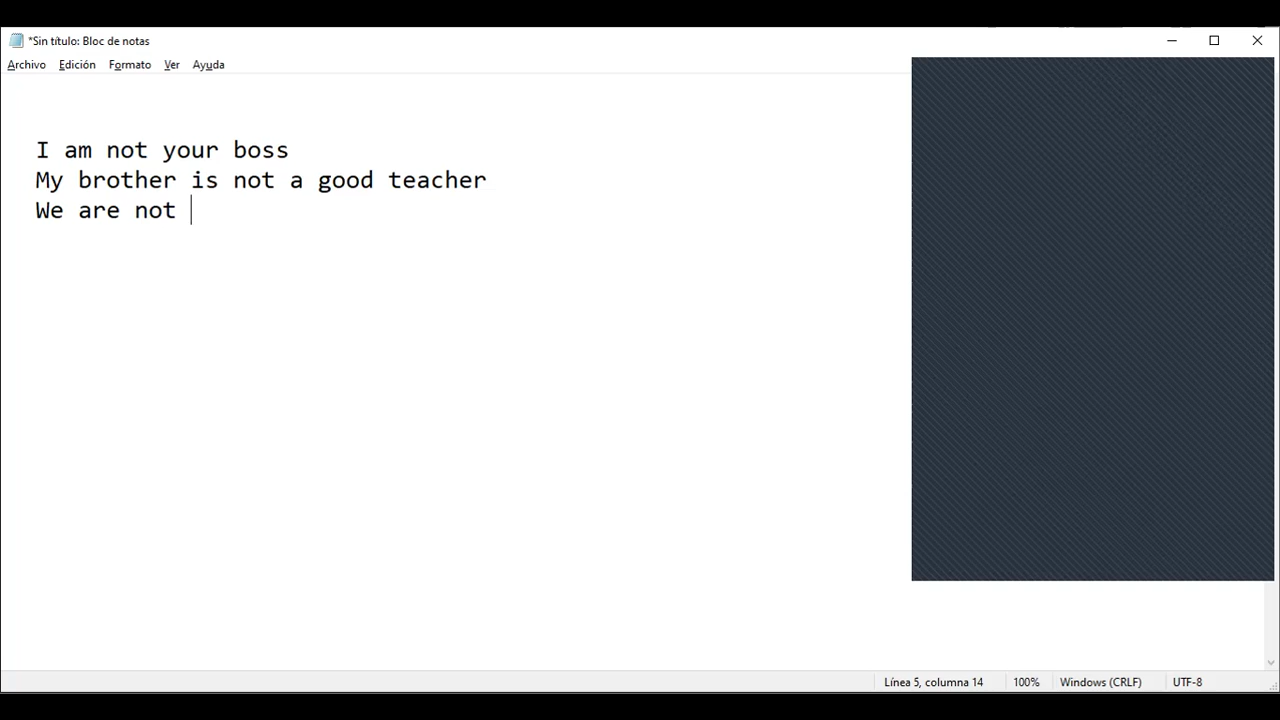 *Sin título: Bloc de notas
Archivo Edición Formato Ver Ayuda
I am not your boss
My brother is not a good teacher
We are not
Línea 5, columna 14 100% Windows (CRLF) UTF-8